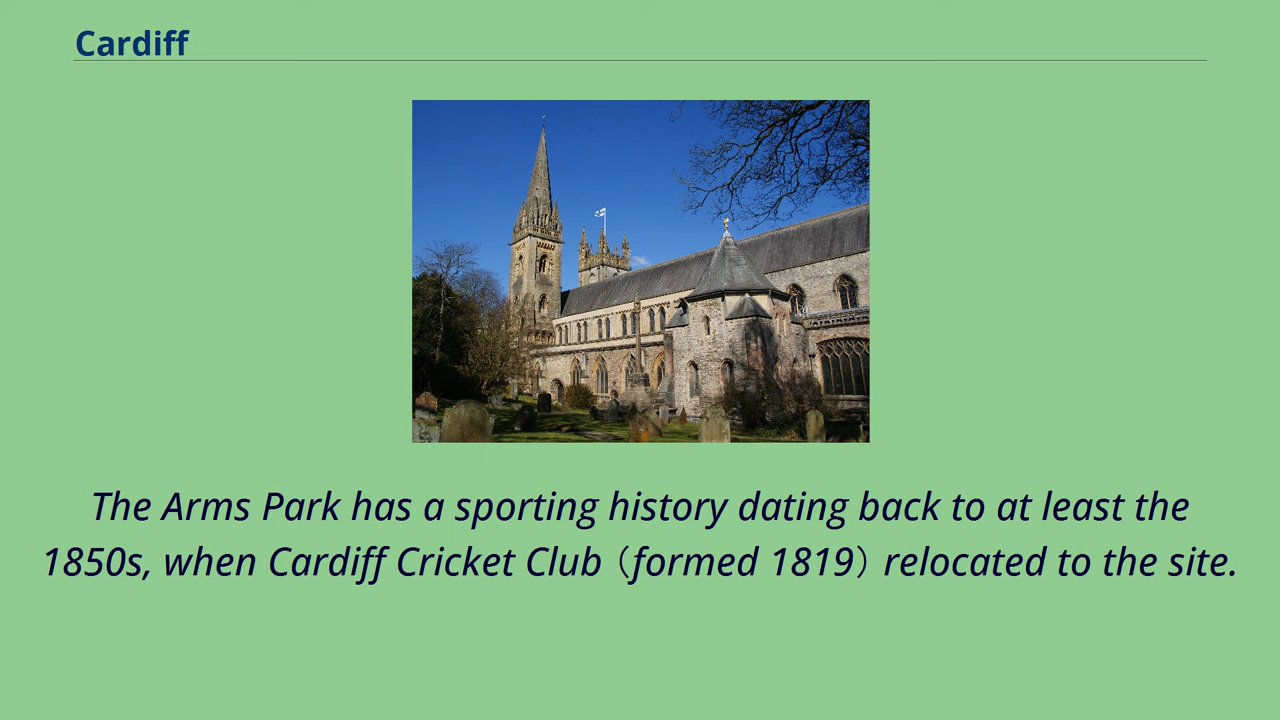 Cardiff
The Arms Park has a sporting history dating back to at least the
1850s, when Cardiff Cricket Club（formed 1819）relocated to the site.